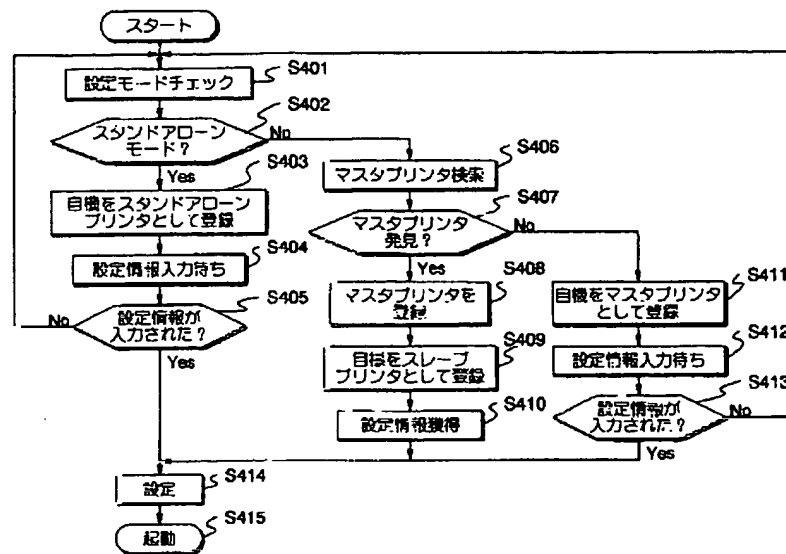 スタート
設定モードチェック
S401
スタンドアローン
モード?
S402
No
Yes
S403
自機をスタンドアローン
プリンタとして登録
S404
設定情報入力待ち
S405
設定情報が
入力された?
No
Yes
S406
マスタプリンタ検索
S407
マスタプリンタ
発見?
No
Yes
S408
マスタプリンタを
登録
S409
自機をスレーブ
プリンタとして登録
S410
設定情報獲得
S411
自機をマスタプリンタ
として登録
S412
設定情報入力待ち
S413
設定情報が
入力された?
No
Yes
設定
S414
起動
S415